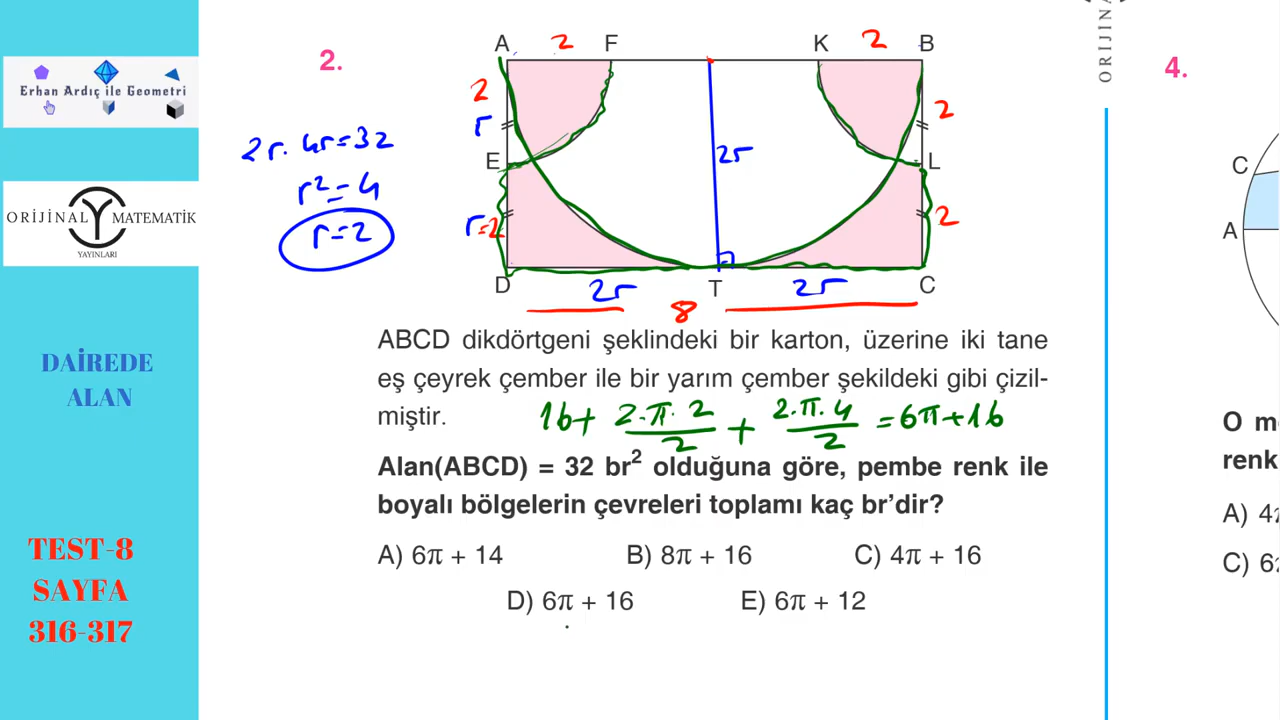 Erhan Ardıç ile Geometri
ORİJİNAL MATEMATİK
YAYINLARI
DAİREDE
ALAN
TEST-8
SAYFA
316-317
2.
A 2 F K 2 B
2 r E r=2 D
2r
2 L 2 C
2r T 2r
8
2r.4r=32
r²=4
r=2
ABCD dikdörtgeni şeklindeki bir karton, üzerine iki tane
eş çeyrek çember ile bir yarım çember şekildeki gibi çizil-
miştir.
16+ 2.π.2/2 + 2.π.4/2 = 6π+16
Alan(ABCD) = 32 br² olduğuna göre, pembe renk ile
boyalı bölgelerin çevreleri toplamı kaç br'dir?
A) 6π + 14 B) 8π + 16 C) 4π + 16
D) 6π + 16 E) 6π + 12
ORIJINA
4.
C
A
O m
renk
A) 4
C) 6